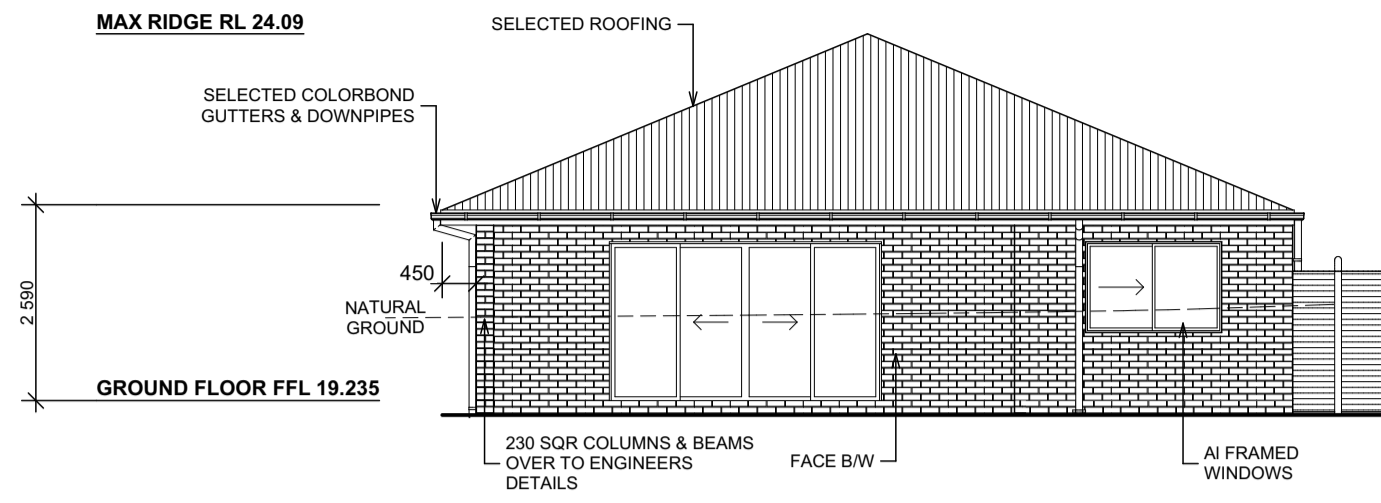 MAX RIDGE RL 24.09
SELECTED ROOFING
SELECTED COLORBOND
GUTTERS & DOWNPIPES
450
2 590
NATURAL
GROUND
GROUND FLOOR FFL 19.235
230 SQR COLUMNS & BEAMS
OVER TO ENGINEERS
DETAILS
FACE B/W
Al FRAMED
WINDOWS